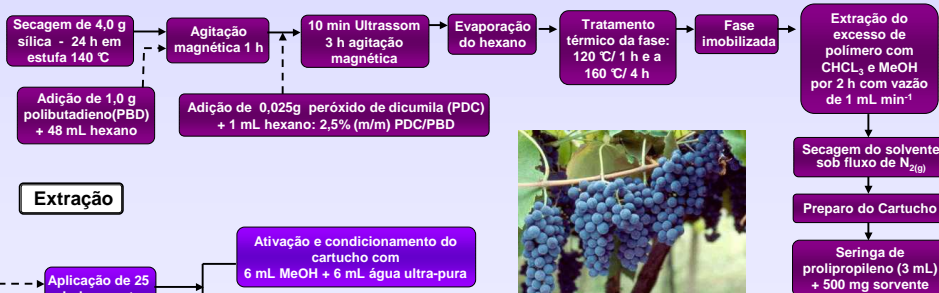 Secagem de 4,0 g
sílica - 24 h em
estufa 140 ºC
Agitação
magnética 1 h
10 min Ultrassom
3 h agitação
magnética
Evaporação
do hexano
Tratamento
térmico da fase:
120 ºC/ 1 h e a
160 ºC/ 4 h
Fase
imobilizada
Extração do
excesso de
polímero com
CHCL3 e MeOH
por 2 h com vazão
de 1 mL min-1
Adição de 1,0 g
polibutadieno(PBD)
+ 48 mL hexano
Adição de 0,025g peróxido de dicumila (PDC)
+ 1 mL hexano: 2,5% (m/m) PDC/PBD
Secagem do solvente
sob fluxo de N2(g)
Preparo do Cartucho
Seringa de
prolipropileno (3 mL)
+ 500 mg sorvente
Extração
Ativação e condicionamento do
cartucho com
6 mL MeOH + 6 mL água ultra-pura
Aplicação de 25